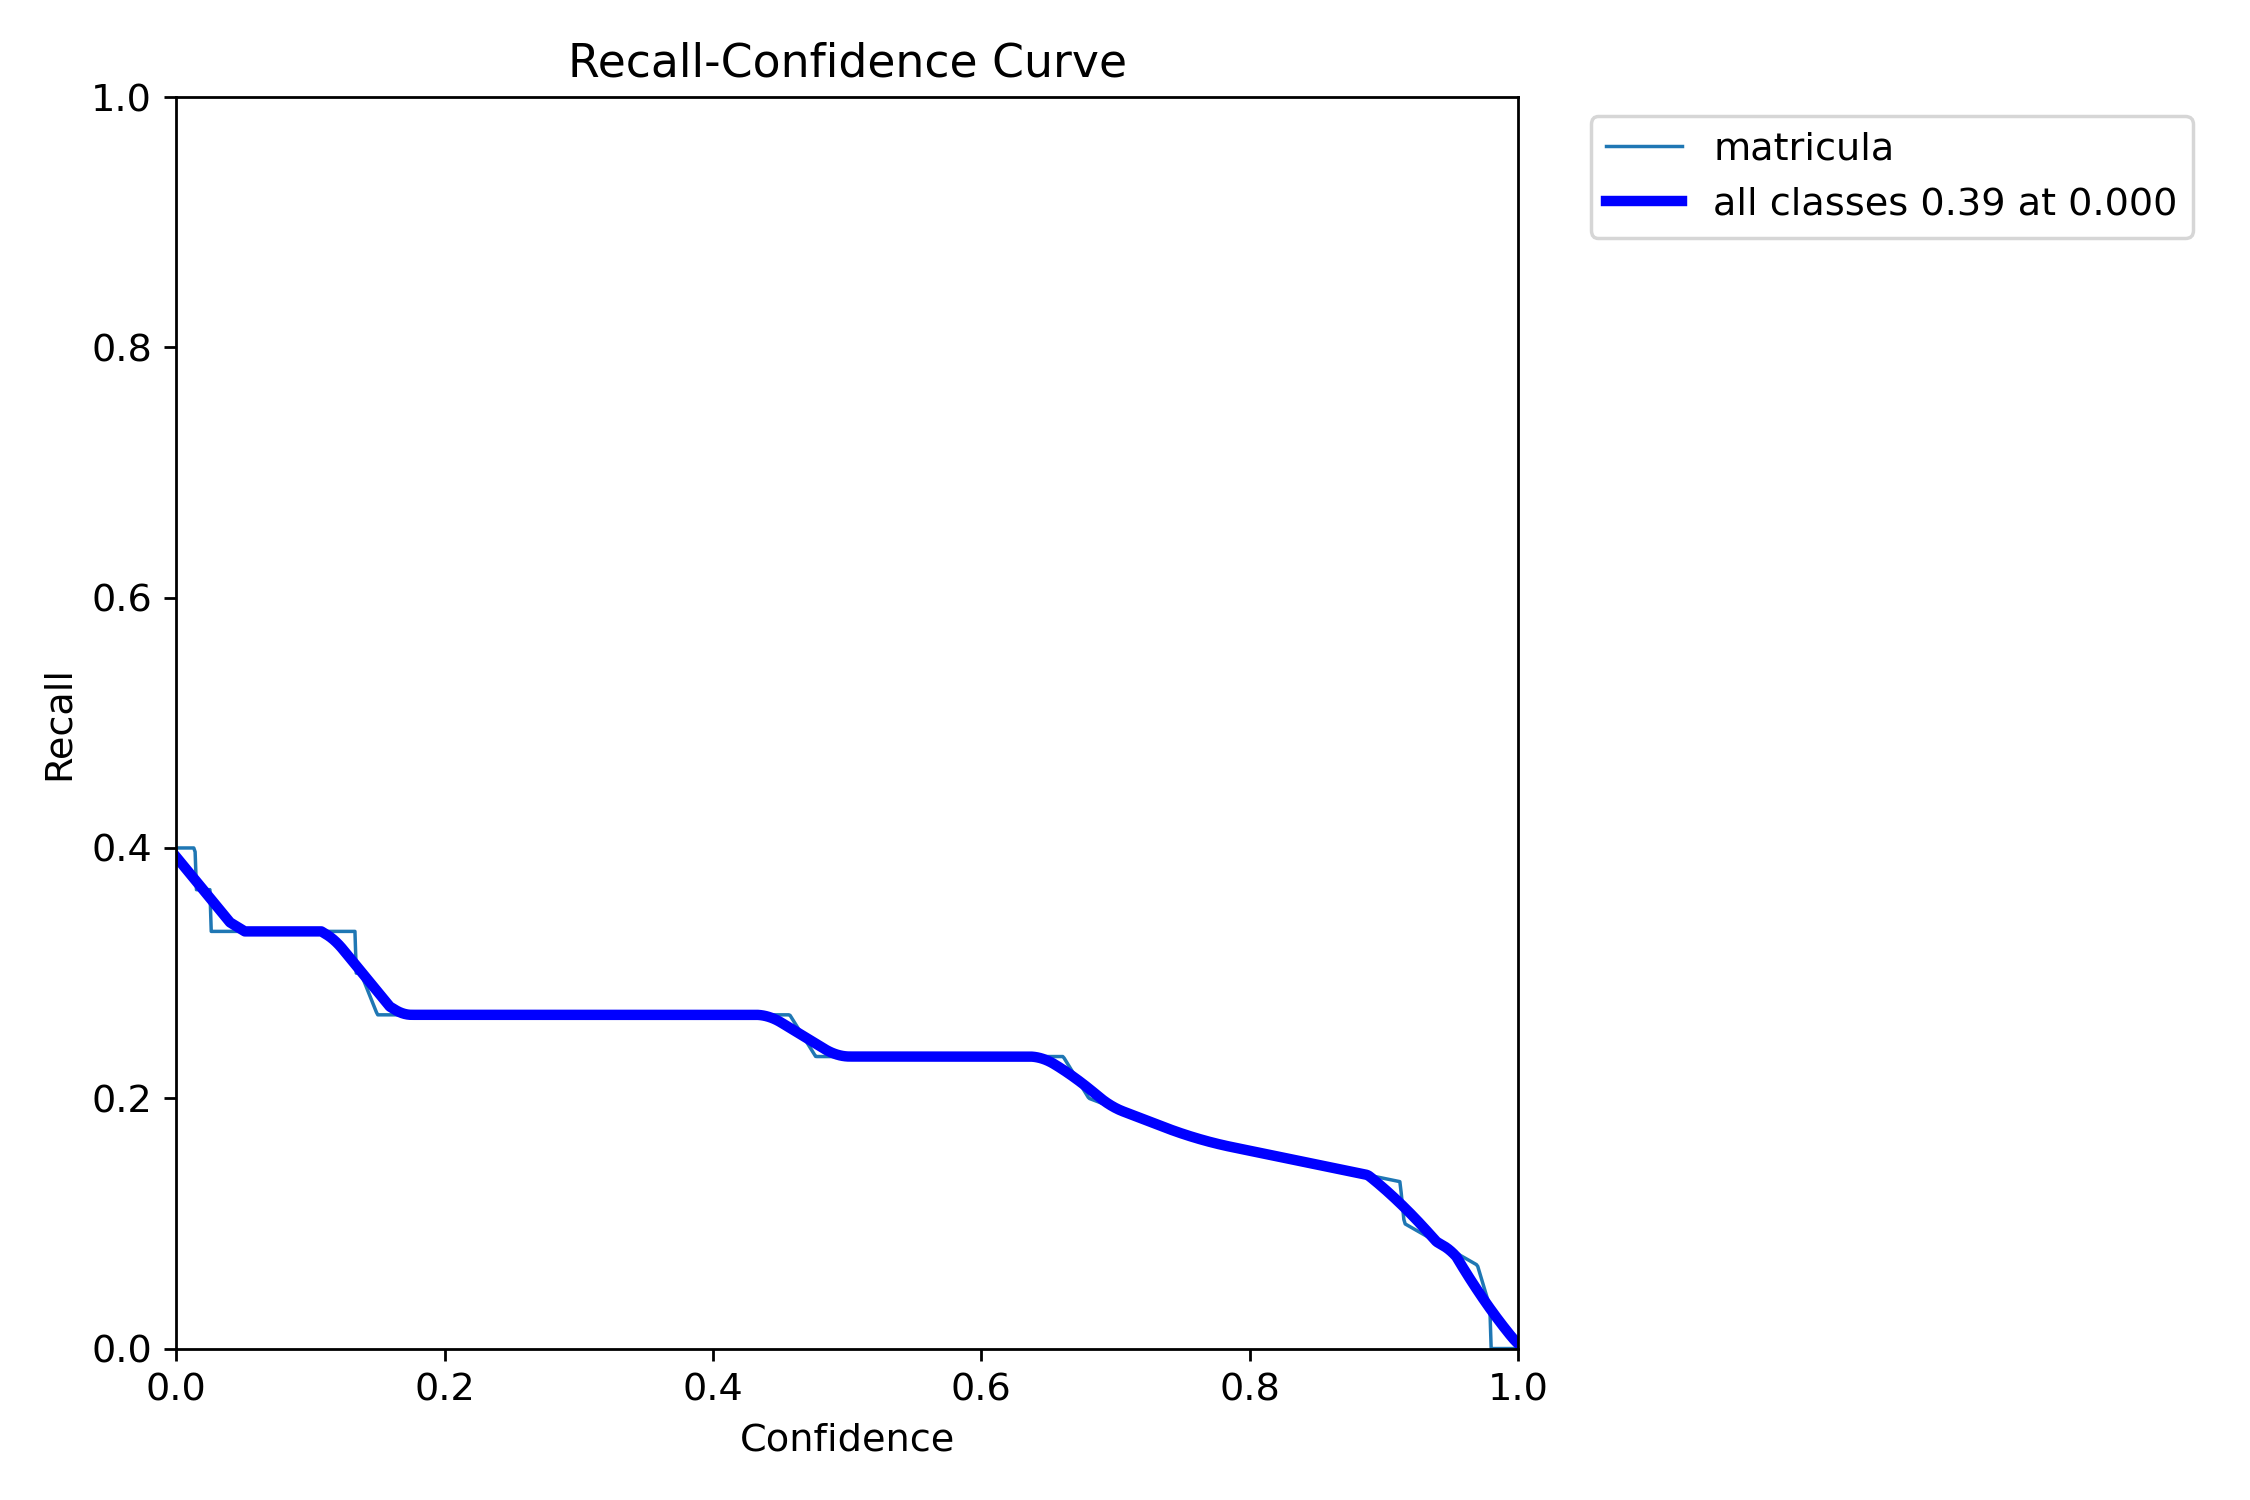 Recall-Confidence Curve
1.0
0.8
0.6
0.4
0.2
0.0
Recall
0.0 0.2 0.4 0.6 0.8 1.0
Confidence
matricula
all classes 0.39 at 0.000